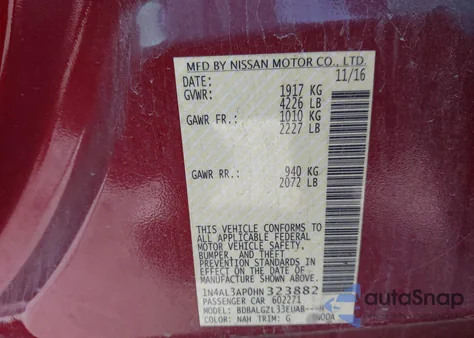 MFD BY NISSAN MOTOR CO., LTD.
DATE: 11/16
GVWR: 1917 KG
4226 LB
GAWR FR.: 1010 KG
2227 LB
GAWR RR.: 940 KG
2072 LB
THIS VEHICLE CONFORMS TO
ALL APPLICABLE FEDERAL
MOTOR VEHICLE SAFETY,
BUMPER, AND THEFT
PREVENTION STANDARDS IN
EFFECT ON THE DATE OF
MANUFACTURE SHOWN ABOVE.
1N4AL3AP0HN323882
PASSENGER CAR 602271
MODEL: BDBALGZL33EUAB
COLOR: NAH TRIM: G
autoSnap